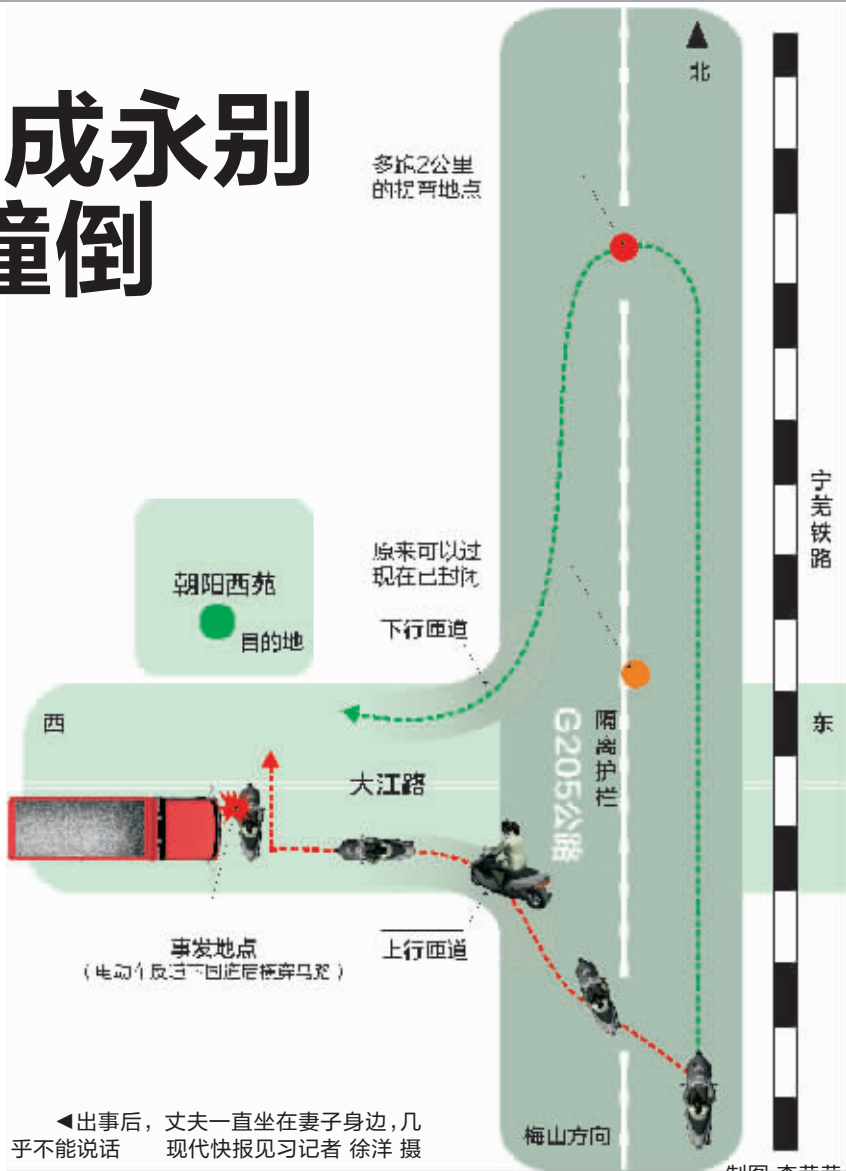 成永别
撞倒
北
多跑2公里
的拐弯地点
宁芜铁路
朝阳西苑
目的地
原来可以过
现在已封闭
下行匝道
西
东
大江路
G205公路
隔离护栏
事发地点
上行匝道
梅山方向
◀出事后，丈夫一直坐在妻子身边，几
乎不能说话 现代快报见习记者 徐洋 摄